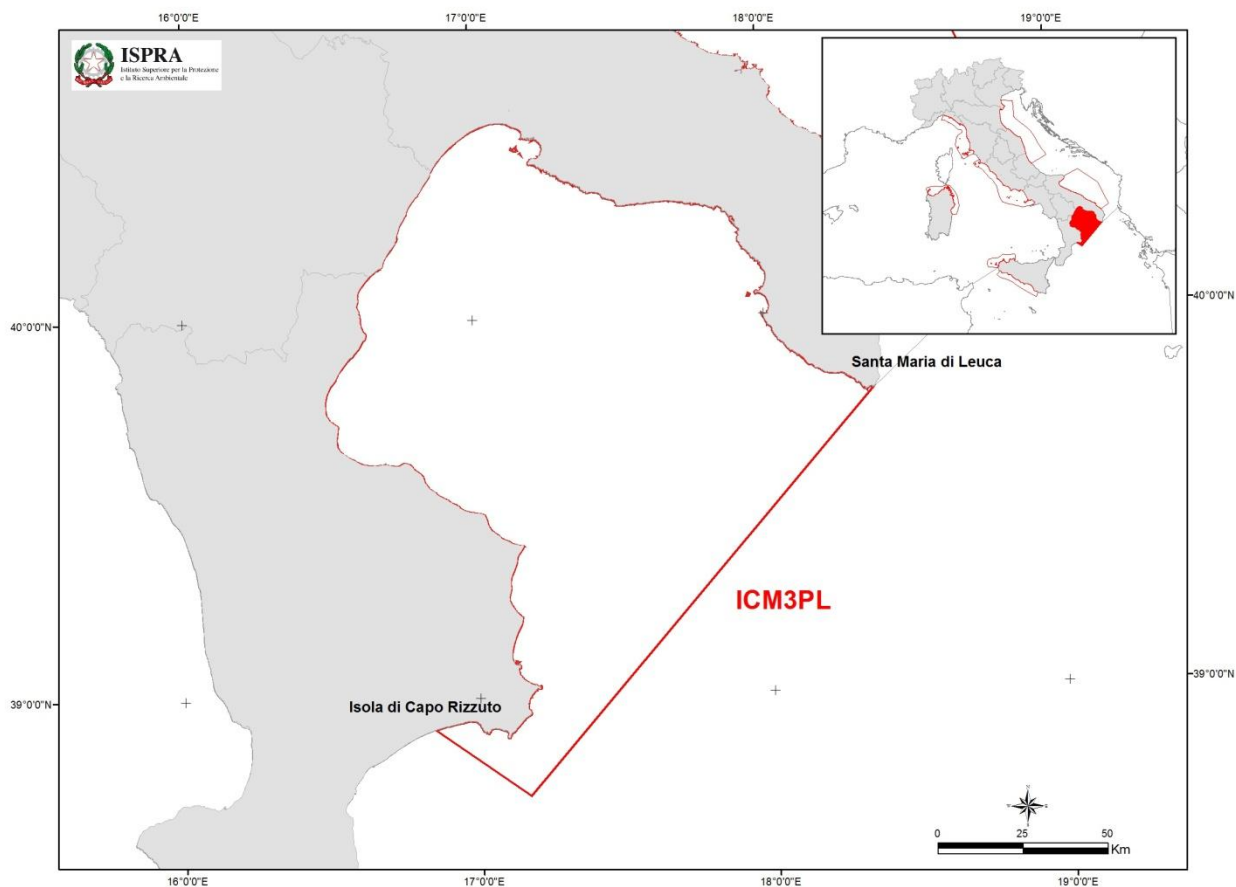 16°0'0"E
17°0'0"E
18°0'0"E
19°0'0"E
ISPRA
Istituto Superiore per la Protezione
e la Ricerca Ambientale
40°0'0"N
40°0'0"N
Santa Maria di Leuca
ICM3PL
39°0'0"N
39°0'0"N
Isola di Capo Rizzuto
0
25
50
Km
16°0'0"E
17°0'0"E
18°0'0"E
19°0'0"E